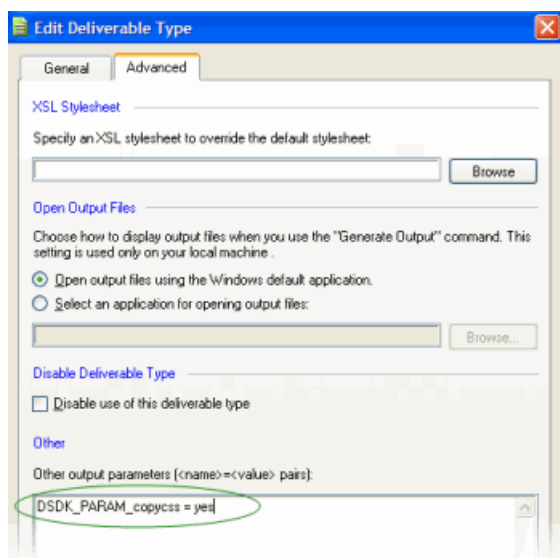 Edit Deliverable Type
General Advanced
XSL Stylesheet
Specify an XSL stylesheet to override the default stylesheet:
Browse
Open Output Files
Choose how to display output files when you use the "Generate Output" command. This
setting is used only on your local machine .
Open output files using the Windows default application.
Select an application for opening output files:
Browse...
Disable Deliverable Type
Disable use of this deliverable type
Other
Other output parameters (<name>=<value> pairs):
DSDK_PARAM_copycss = yes